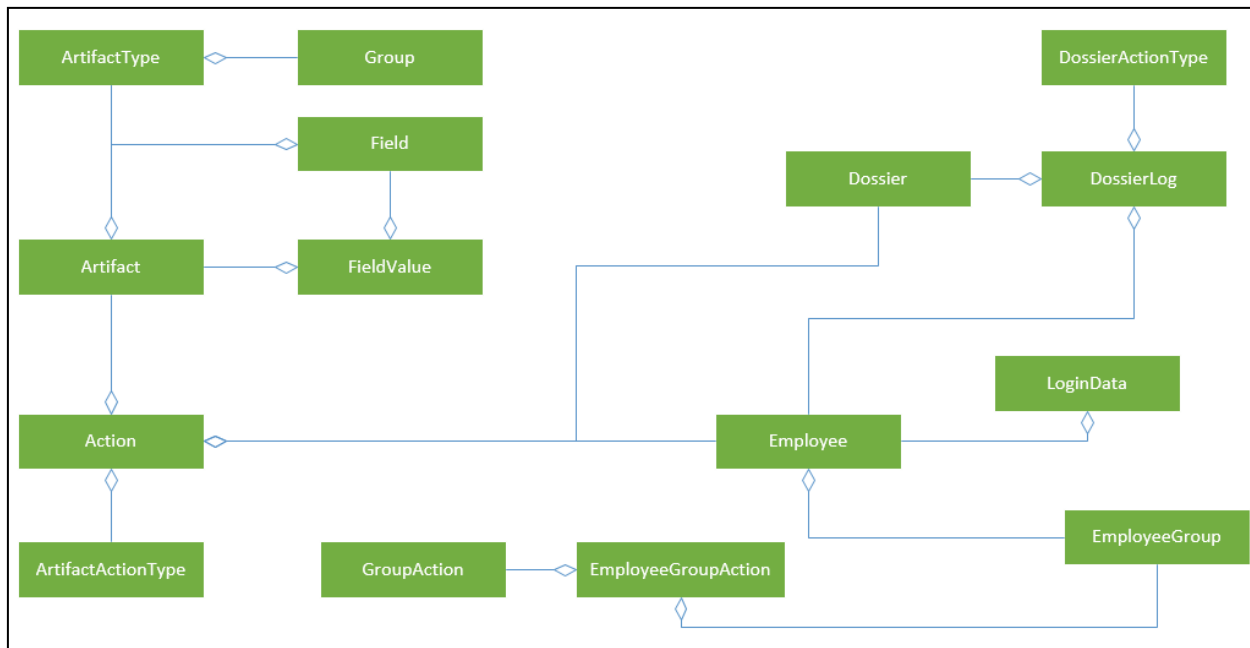 ArtifactType
Group
DossierActionType
Field
Dossier
DossierLog
Artifact
FieldValue
LoginData
Action
Employee
EmployeeGroup
ArtifactActionType
GroupAction
EmployeeGroupAction